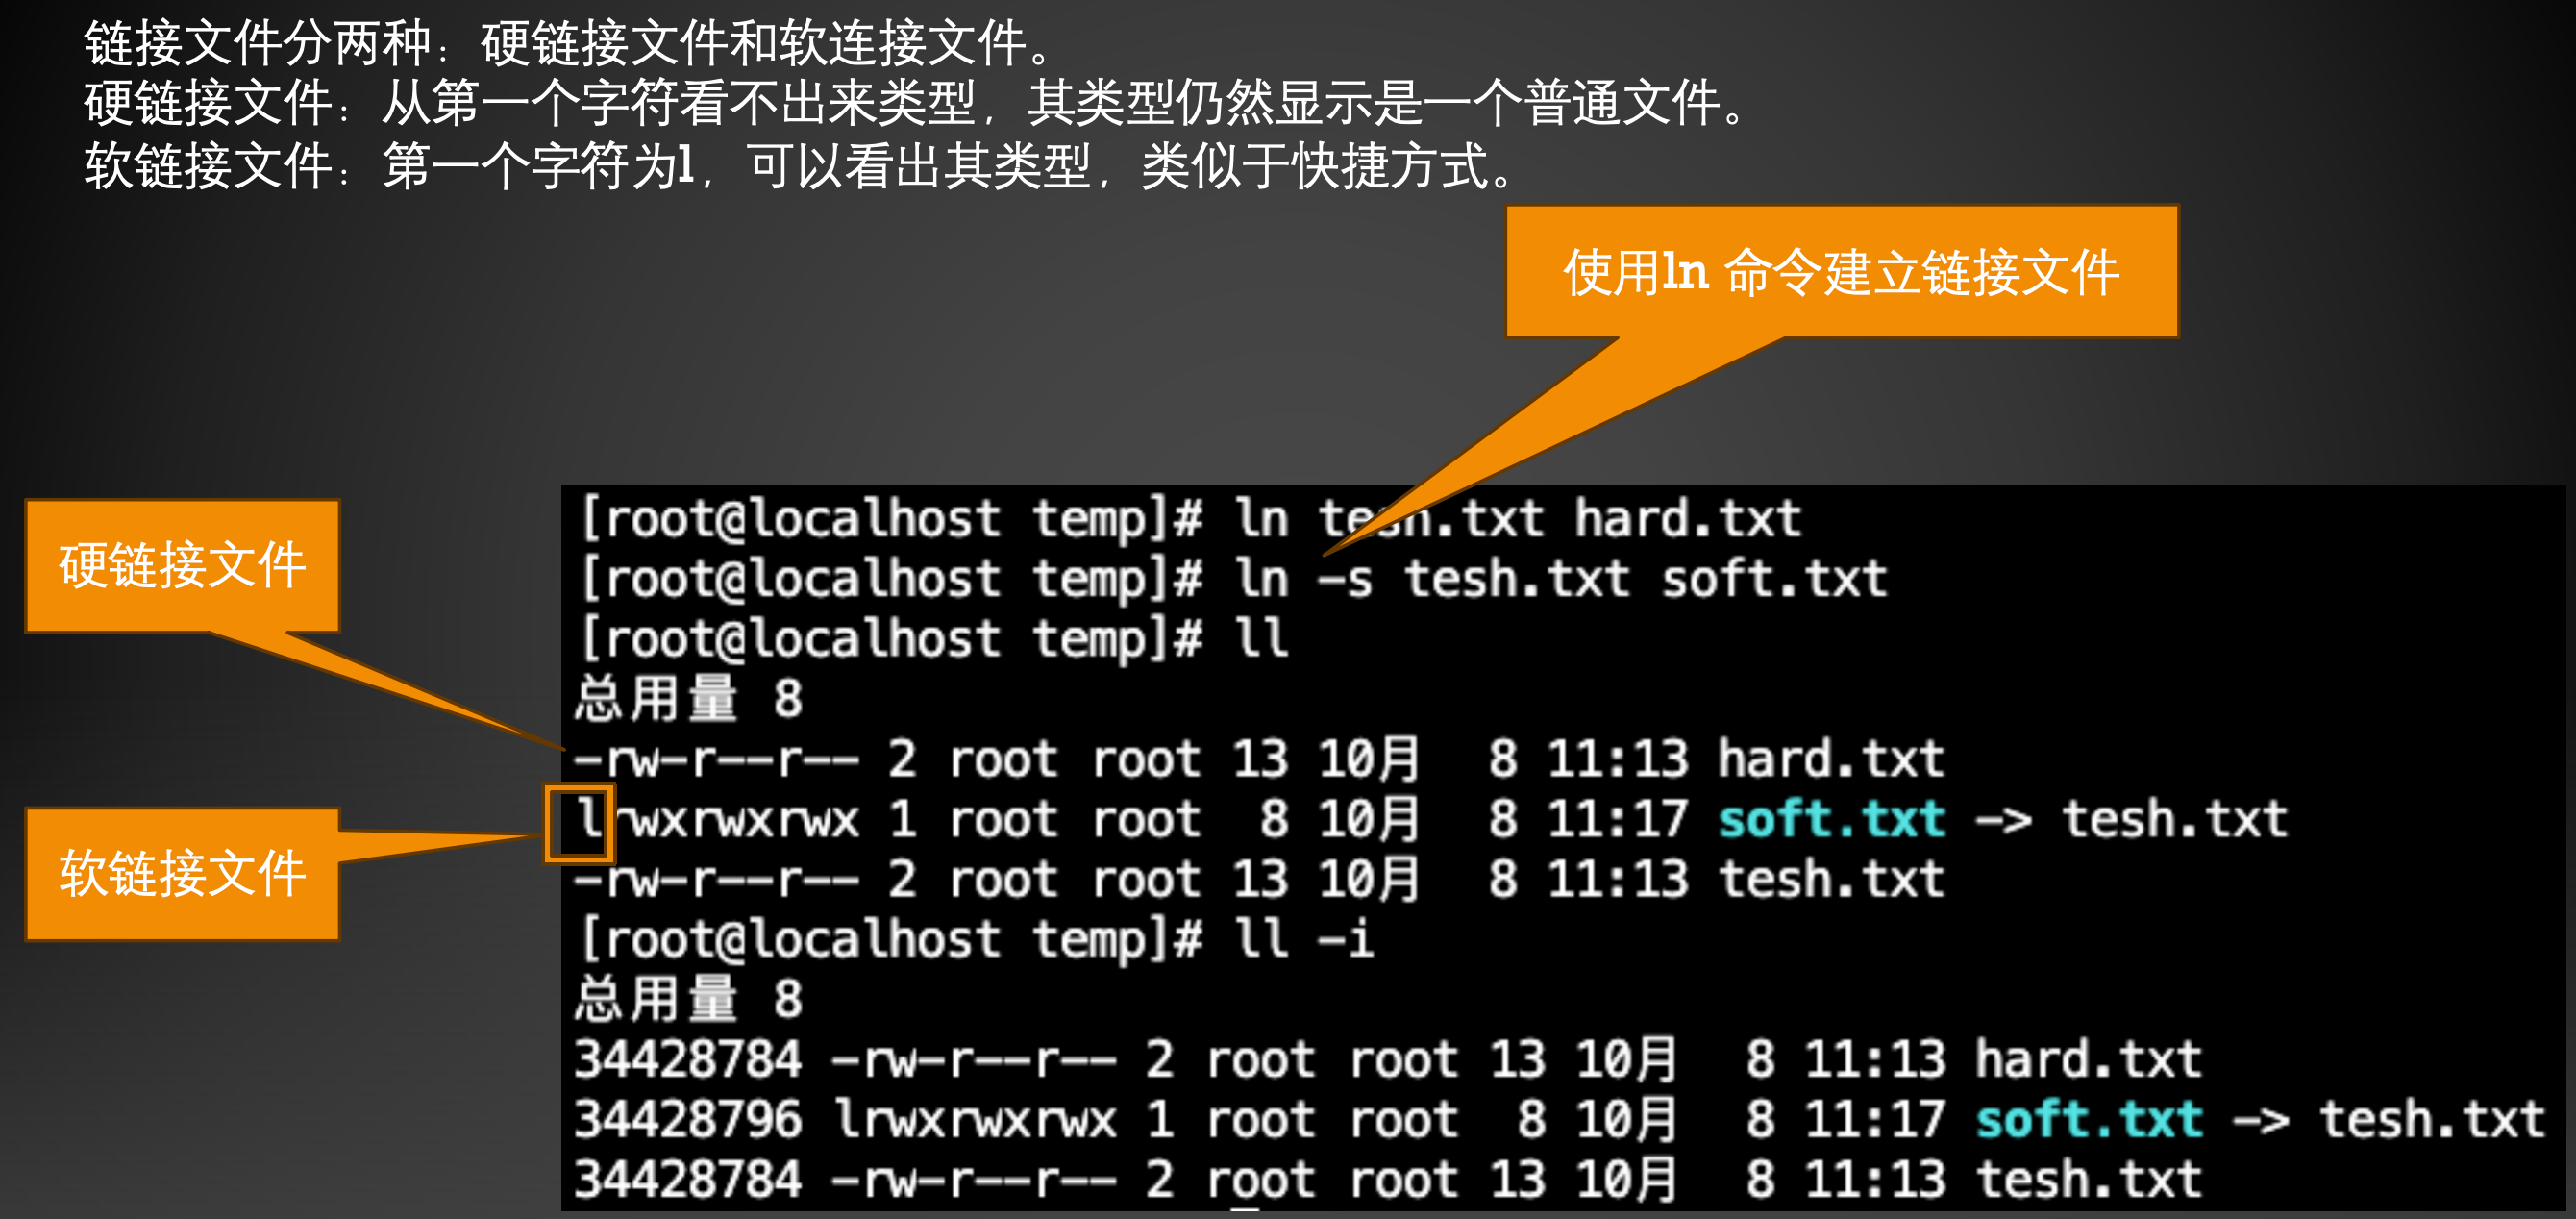 链接文件分两种：硬链接文件和软连接文件。
硬链接文件：从第一个字符看不出来类型，其类型仍然显示是一个普通文件。
软链接文件：第一个字符为l，可以看出其类型，类似于快捷方式。
使用ln 命令建立链接文件
硬链接文件
软链接文件
[root@localhost temp]# ln tesh.txt hard.txt
[root@localhost temp]# ln -s tesh.txt soft.txt
[root@localhost temp]# ll
总用量 8
-rw-r--r-- 2 root root 13 10月  8 11:13 hard.txt
lrwxrwxrwx 1 root root  8 10月  8 11:17 soft.txt -> tesh.txt
-rw-r--r-- 2 root root 13 10月  8 11:13 tesh.txt
[root@localhost temp]# ll -i
总用量 8
34428784 -rw-r--r-- 2 root root 13 10月  8 11:13 hard.txt
34428796 lrwxrwxrwx 1 root root  8 10月  8 11:17 soft.txt -> tesh.txt
34428784 -rw-r--r-- 2 root root 13 10月  8 11:13 tesh.txt